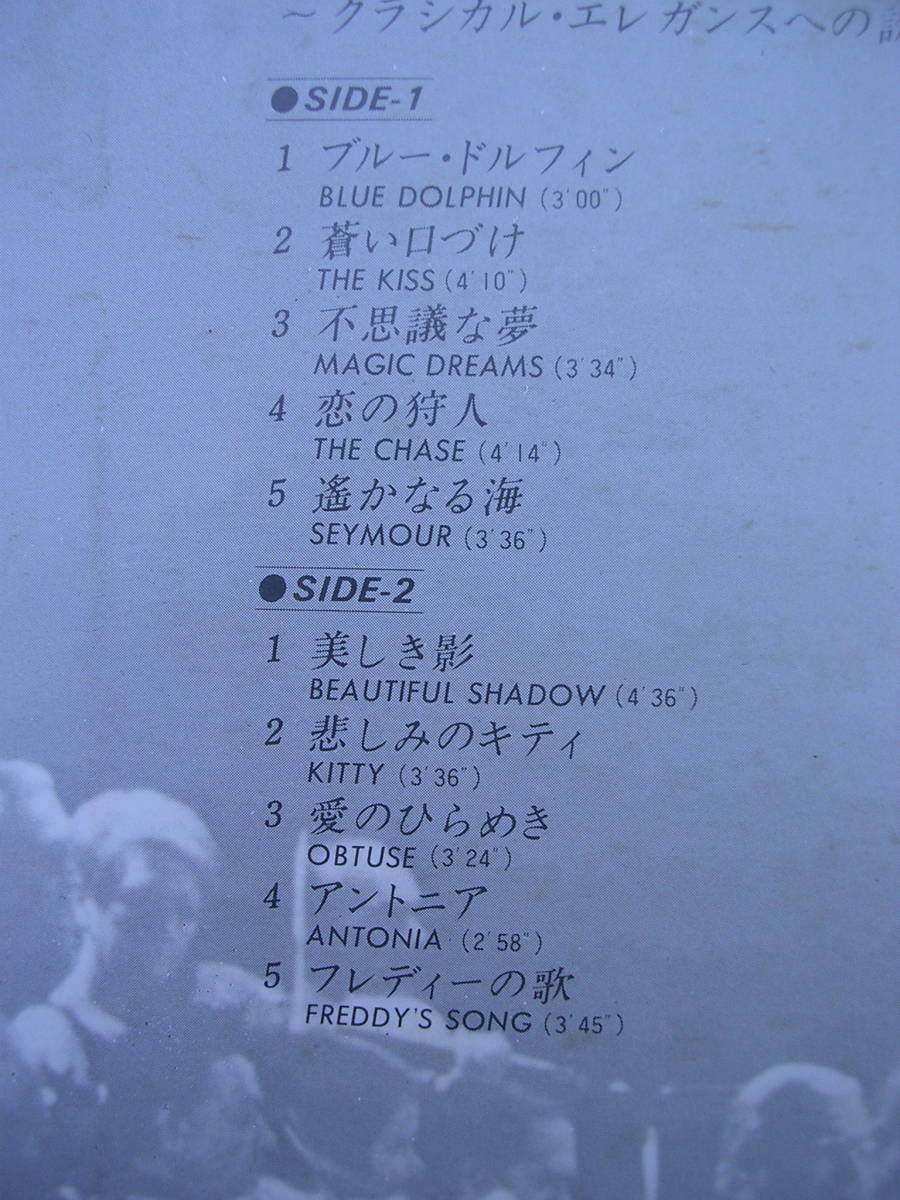 ～クラシカル・エレガンスへの
●SIDE-1
1 ブルー・ドルフィン
BLUE DOLPHIN (3'00")
2 蒼い口づけ
THE KISS (4'10")
3 不思議な夢
MAGIC DREAMS (3'34")
4 恋の狩人
THE CHASE (4'14")
5 遙かなる海
SEYMOUR (3'36")
●SIDE-2
1 美しき影
BEAUTIFUL SHADOW (4'36")
2 悲しみのキティ
KITTY (3'36")
3 愛のひらめき
OBTUSE (3'24")
4 アントニア
ANTONIA (2'58")
5 フレディーの歌
FREDDY'S SONG (3'45")